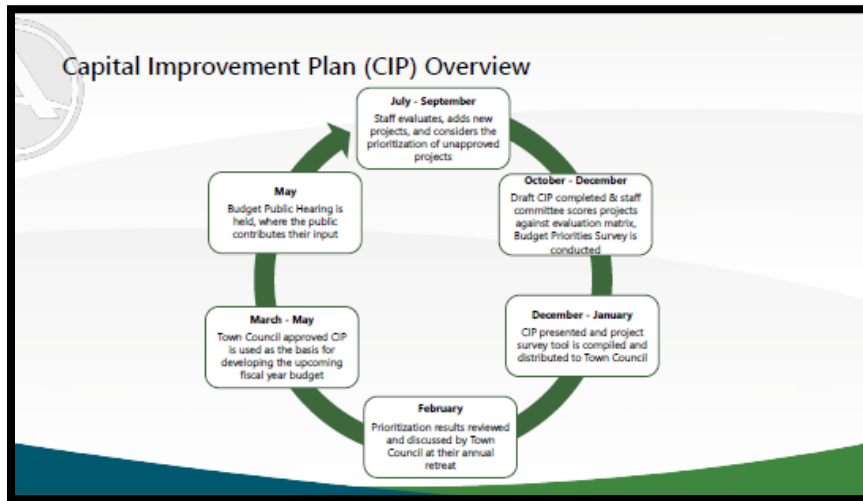 Capital Improvement Plan (CIP) Overview
July - September
Staff evaluates, adds new
projects, and considers the
prioritization of unapproved
projects
October - December
Draft CIP completed & staff
committee scores projects
against evaluation matrix,
Budget Priorities Survey is
conducted
December - January
CIP presented and project
survey tool is compiled and
distributed to Town Council
February
Prioritization results reviewed
and discussed by Town
Council at their annual
retreat
March - May
Town Council approved CIP
is used as the basis for
developing the upcoming
fiscal year budget
May
Budget Public Hearing is
held, where the public
contributes their input